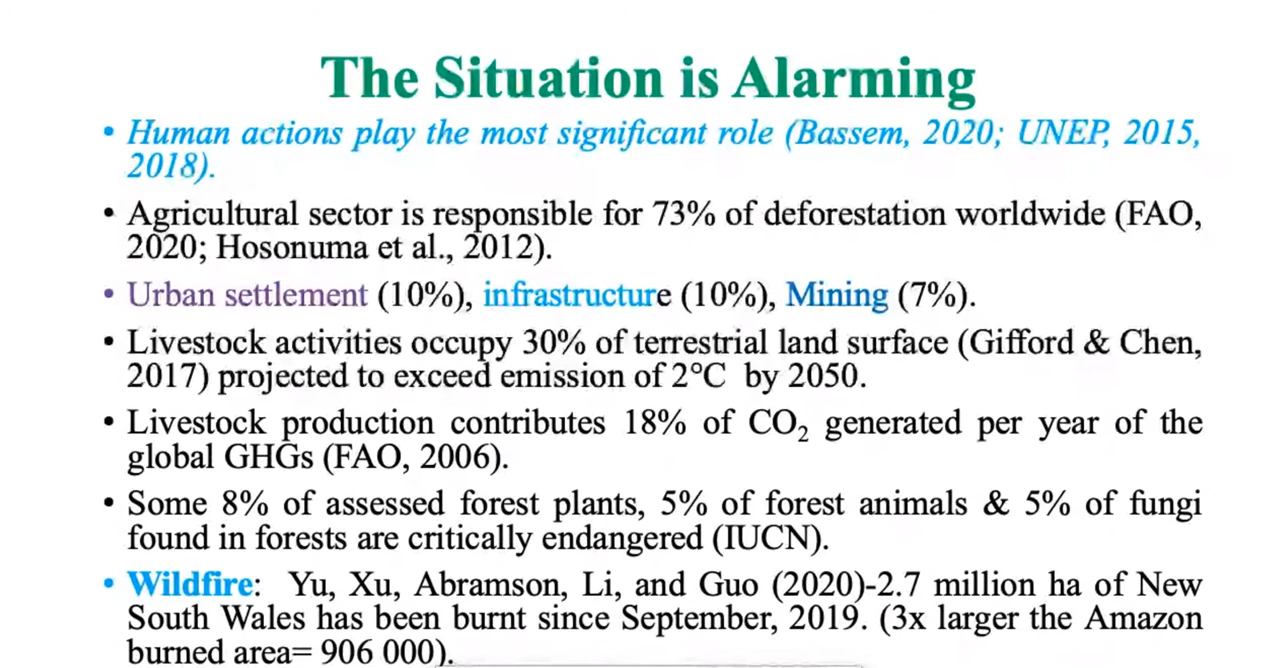 The Situation is Alarming
• Human actions play the most significant role (Bassem, 2020; UNEP, 2015,
2018).
• Agricultural sector is responsible for 73% of deforestation worldwide (FAO,
2020; Hosonuma et al., 2012).
• Urban settlement (10%), infrastructure (10%), Mining (7%).
• Livestock activities occupy 30% of terrestrial land surface (Gifford & Chen,
2017) projected to exceed emission of 2°C by 2050.
• Livestock production contributes 18% of CO₂ generated per year of the
global GHGs (FAO, 2006).
• Some 8% of assessed forest plants, 5% of forest animals & 5% of fungi
found in forests are critically endangered (IUCN).
• Wildfire: Yu, Xu, Abramson, Li, and Guo (2020)-2.7 million ha of New
South Wales has been burnt since September, 2019. (3x larger the Amazon
burned area= 906 000).